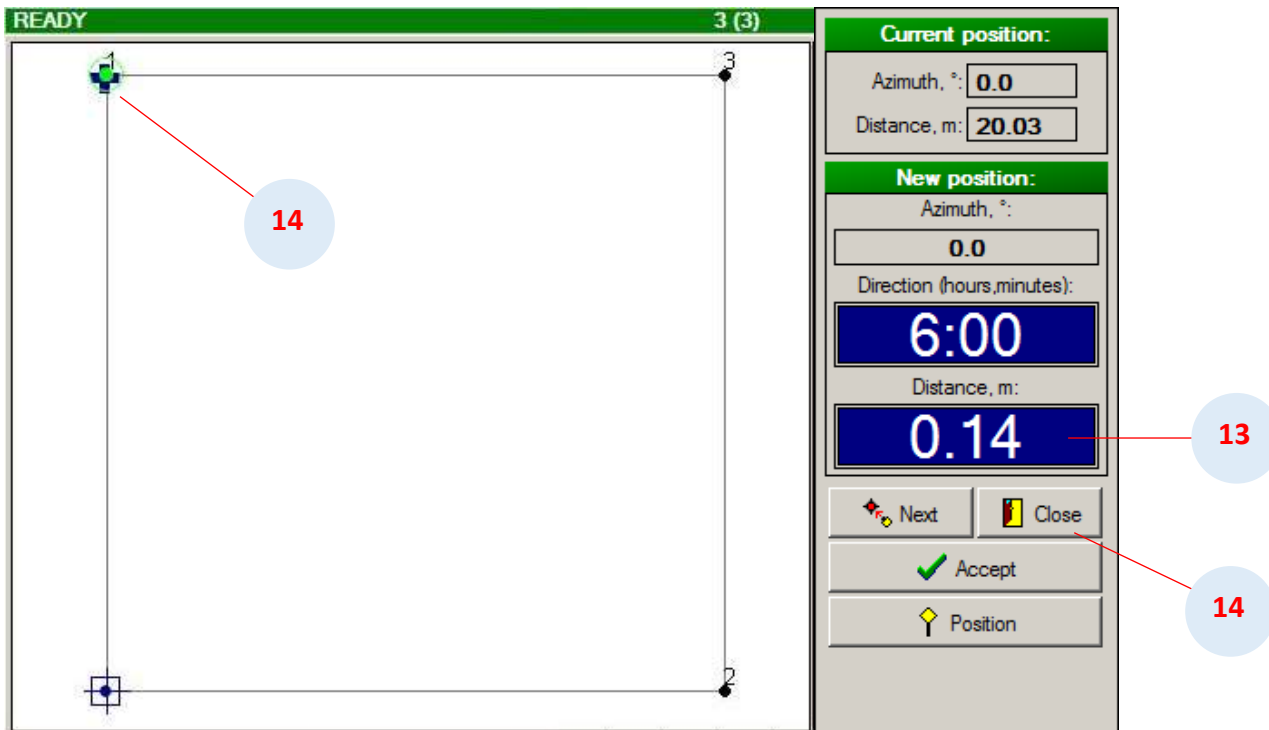 READY 3 (3)
1
3
14
2
Current position:
Azimuth, °: 0.0
Distance, m: 20.03
New position:
Azimuth, °:
0.0
Direction (hours,minutes):
6:00
Distance, m:
0.14
13
Next Close
Accept
14
Position